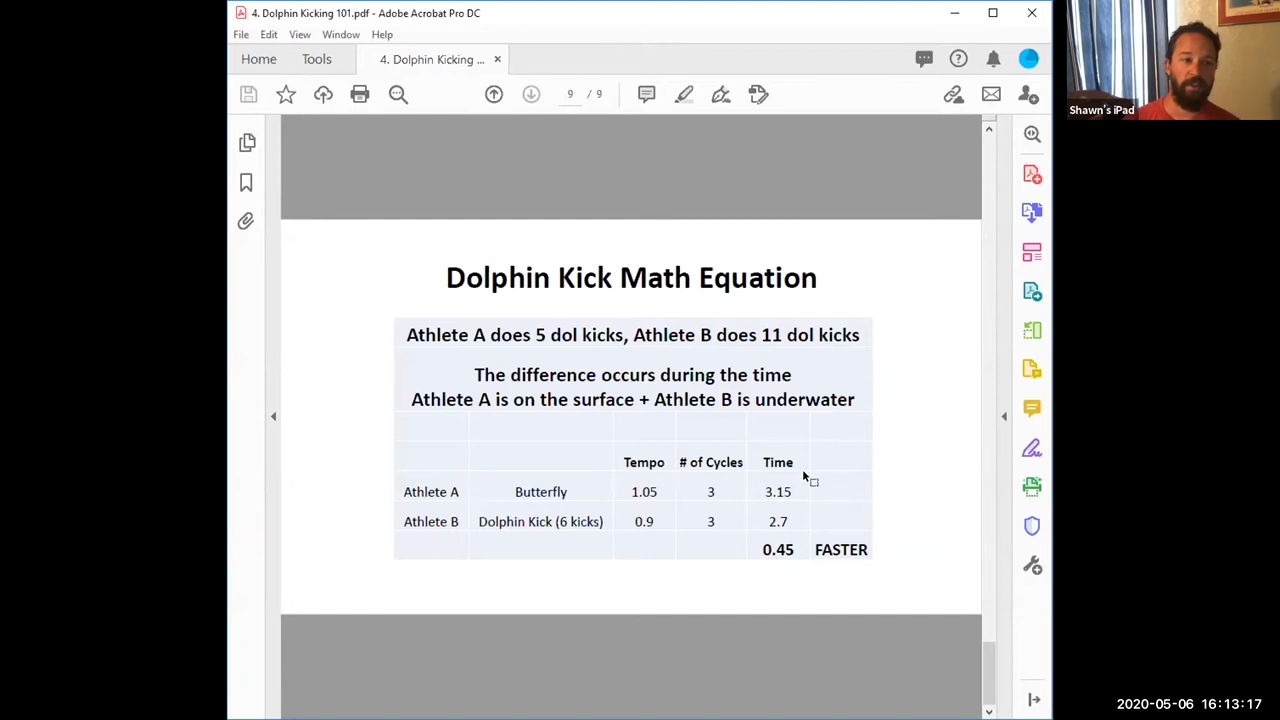 4. Dolphin Kicking 101.pdf - Adobe Acrobat Pro DC
File Edit View Window Help
Home Tools 4. Dolphin Kicking ... ×
9 / 9
Shawn's iPad
Dolphin Kick Math Equation
Athlete A does 5 dol kicks, Athlete B does 11 dol kicks
The difference occurs during the time
Athlete A is on the surface + Athlete B is underwater
Tempo # of Cycles Time
Athlete A Butterfly 1.05 3 3.15
Athlete B Dolphin Kick (6 kicks) 0.9 3 2.7
0.45 FASTER
2020-05-06 16:13:17